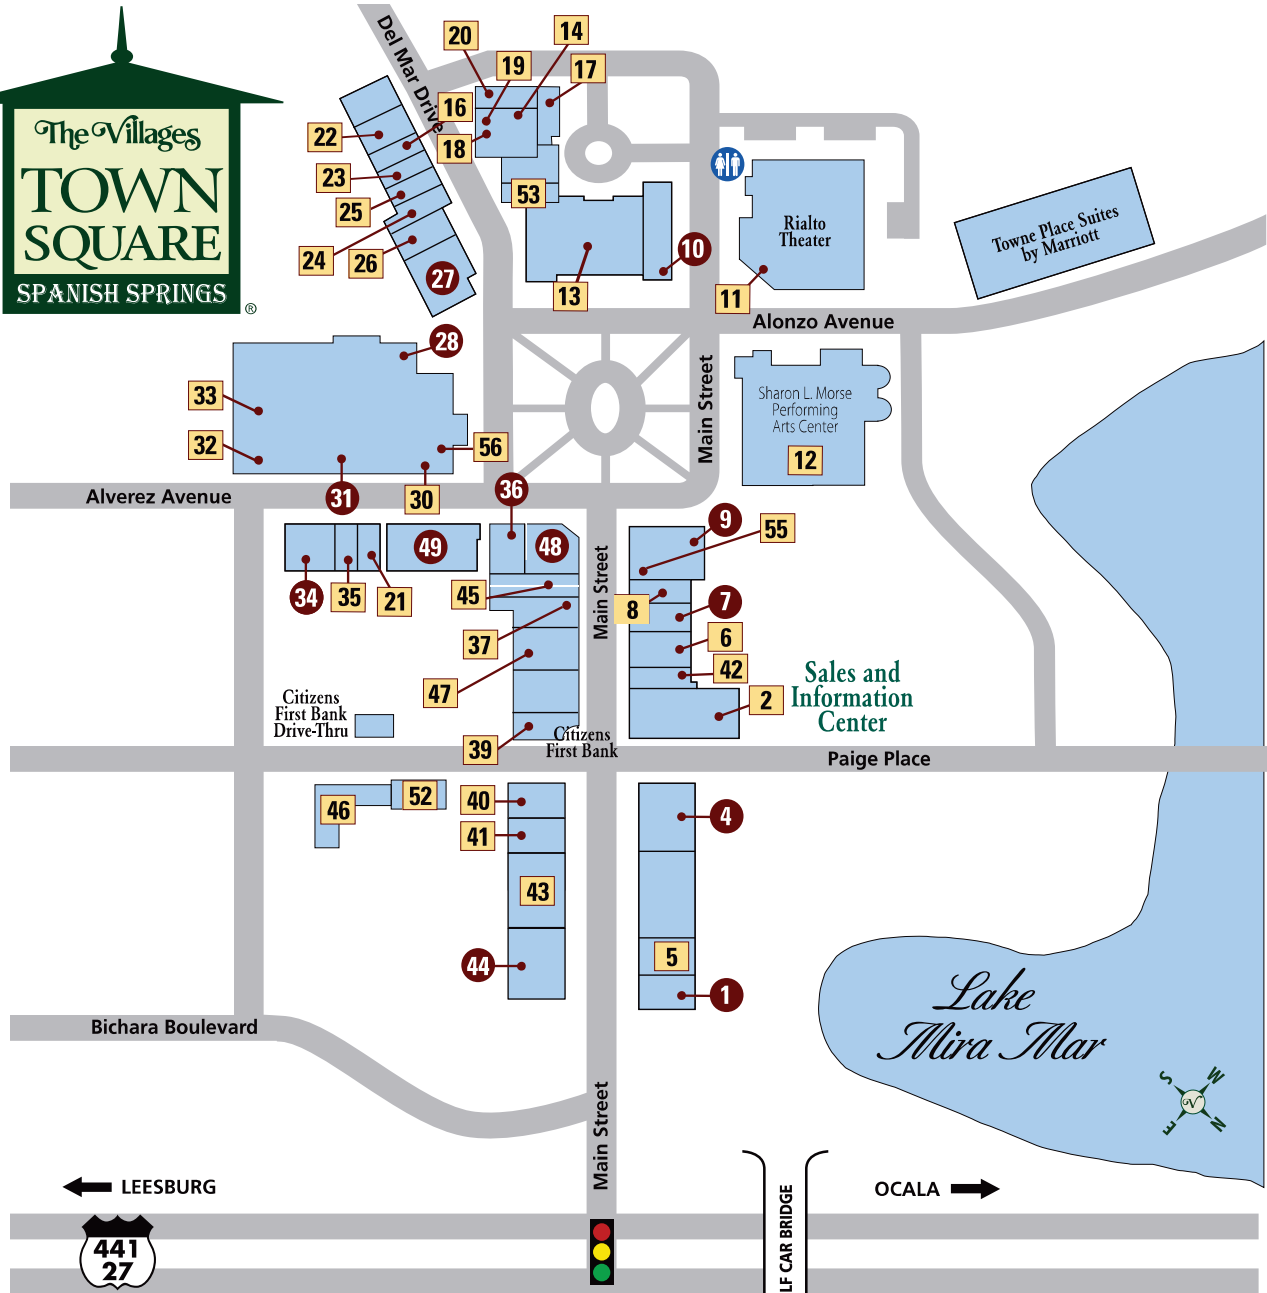 The Villages
TOWN
SQUARE
SPANISH SPRINGS
®
Del Mar Drive
20
14
19
17
16
18
22
23
25
24
26
27
53
13
10
11
Rialto
Theater
Towne Place Suites
by Marriott
Alonzo Avenue
28
33
32
31
30
56
Main Street
Sharon L. Morse
Performing
Arts Center
12
Alverez Avenue
36
48
49
34
35
21
45
37
47
39
Main Street
9
55
8
7
6
42
2
Sales and
Information
Center
Citizens
First Bank
Drive-Thru
Citizens
First Bank
Paige Place
46
52
40
41
43
44
4
5
1
Lake
Mira Mar
S
W
E
N
V
Bichara Boulevard
Main Street
LEESBURG
OCALA
441
27
LF CAR BRIDGE